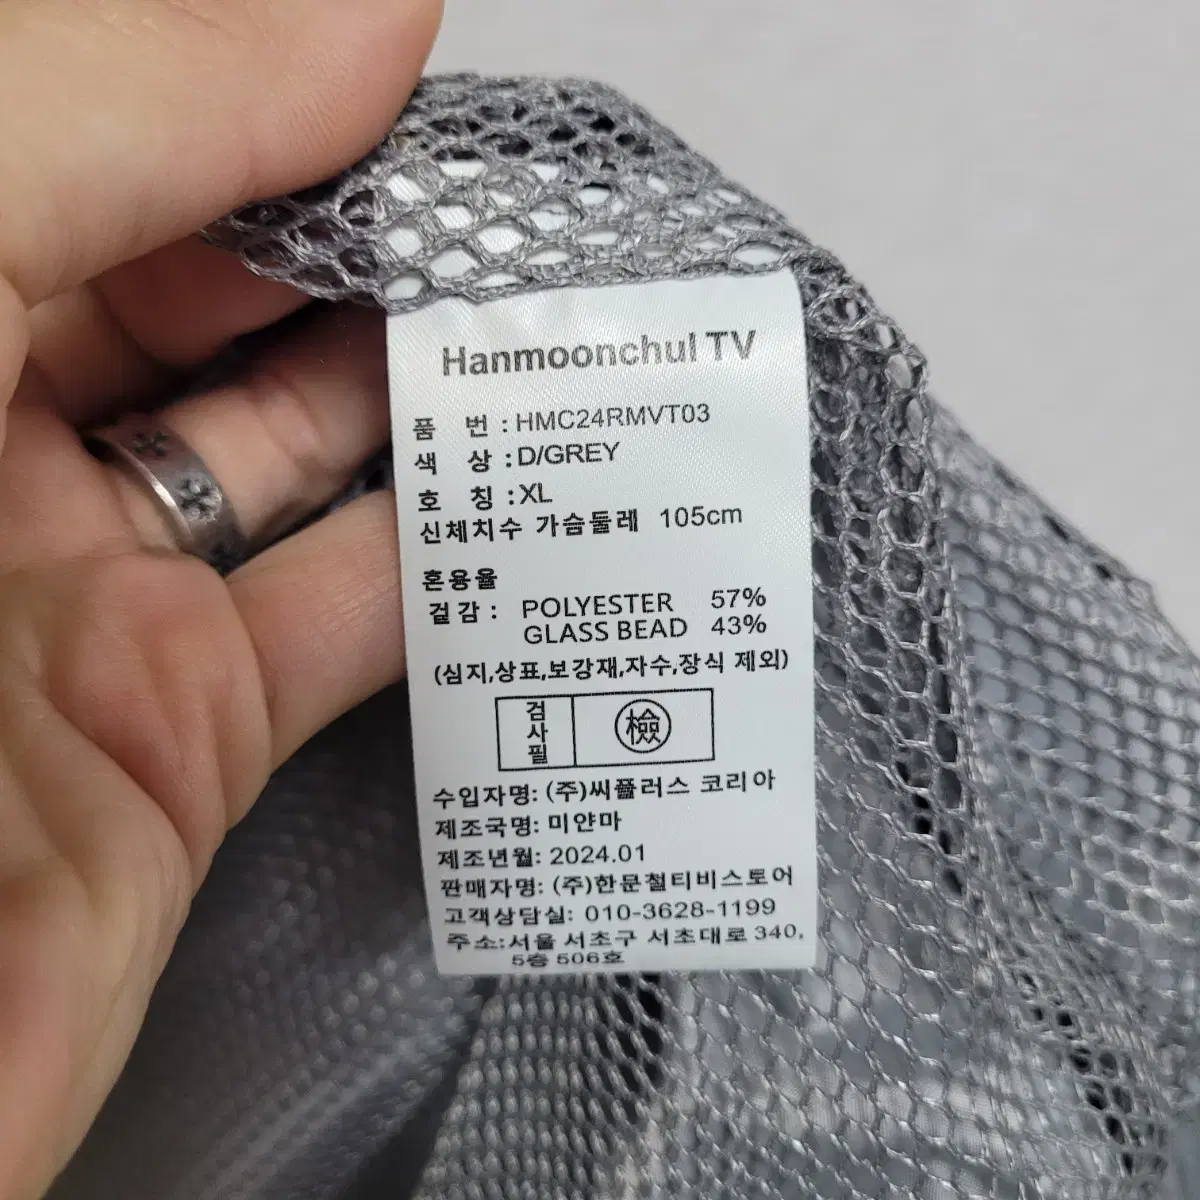 Hanmoonchul TV
품 번 : HMC24RMVT03
색 상 : D/GREY
호 칭 : XL
신체치수 가슴둘레 105cm
혼용율
겉감 : POLYESTER 57%
GLASS BEAD 43%
(심지,상표,보강재,자수,장식 제외)
검사필 檢
수입자명: (주)씨플러스 코리아
제조국명: 미얀마
제조년월: 2024.01
판매자명: (주)한문철티비스토어
고객상담실: 010-3628-1199
주소:서울 서초구 서초대로 340,
5층 506호